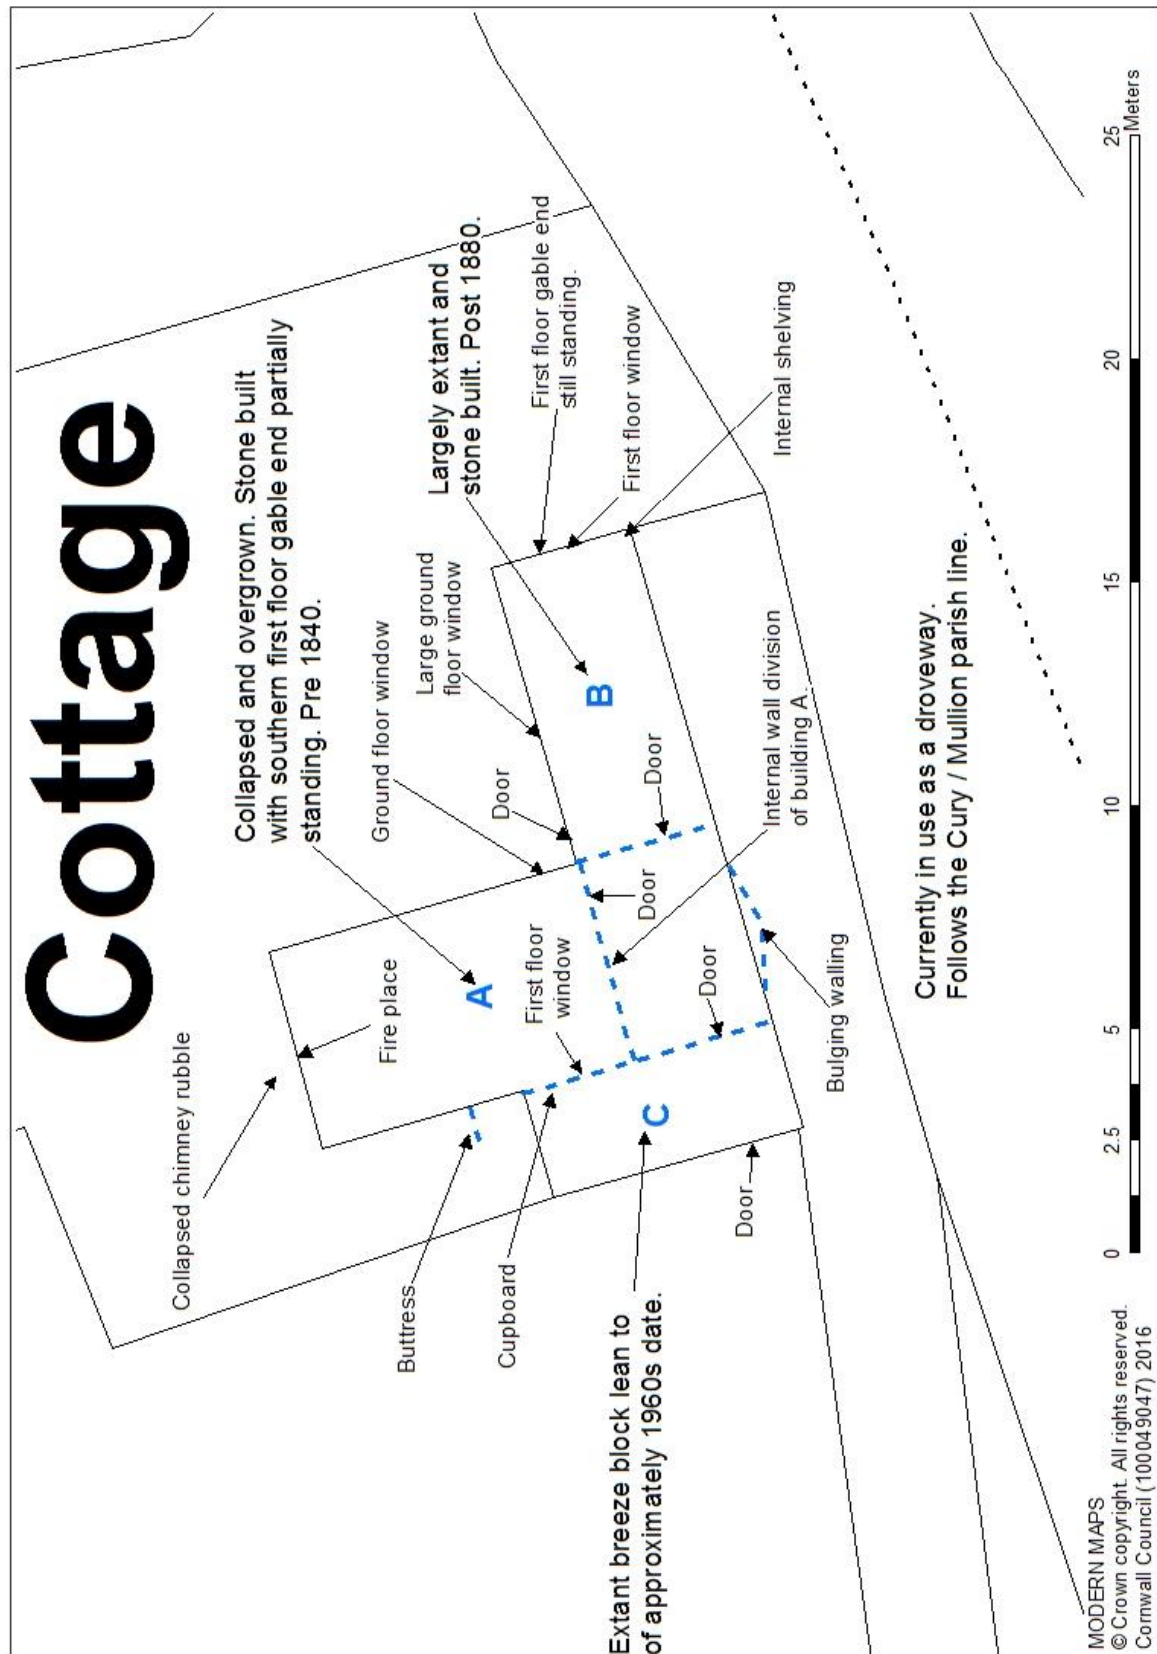 Cottage
Collapsed and overgrown. Stone built
with southern first floor gable end partially
standing. Pre 1840.
Largely extant and
stone built. Post 1880.
Extant breeze block lean to
of approximately 1960s date.
Collapsed chimney rubble
Fire place
Ground floor window
Large ground
floor window
First floor gable end
still standing.
First floor window
Internal shelving
Door
Door
Door
Door
Door
First floor
window
A
B
C
Buttress
Cupboard
Internal wall division
of building A.
Bulging walling
Currently in use as a droveway.
Follows the Cury / Mullion parish line.
MODERN MAPS
© Crown copyright. All rights reserved.
Cornwall Council (100049047) 2016
0 2.5 5 10 15 20 25
Meters